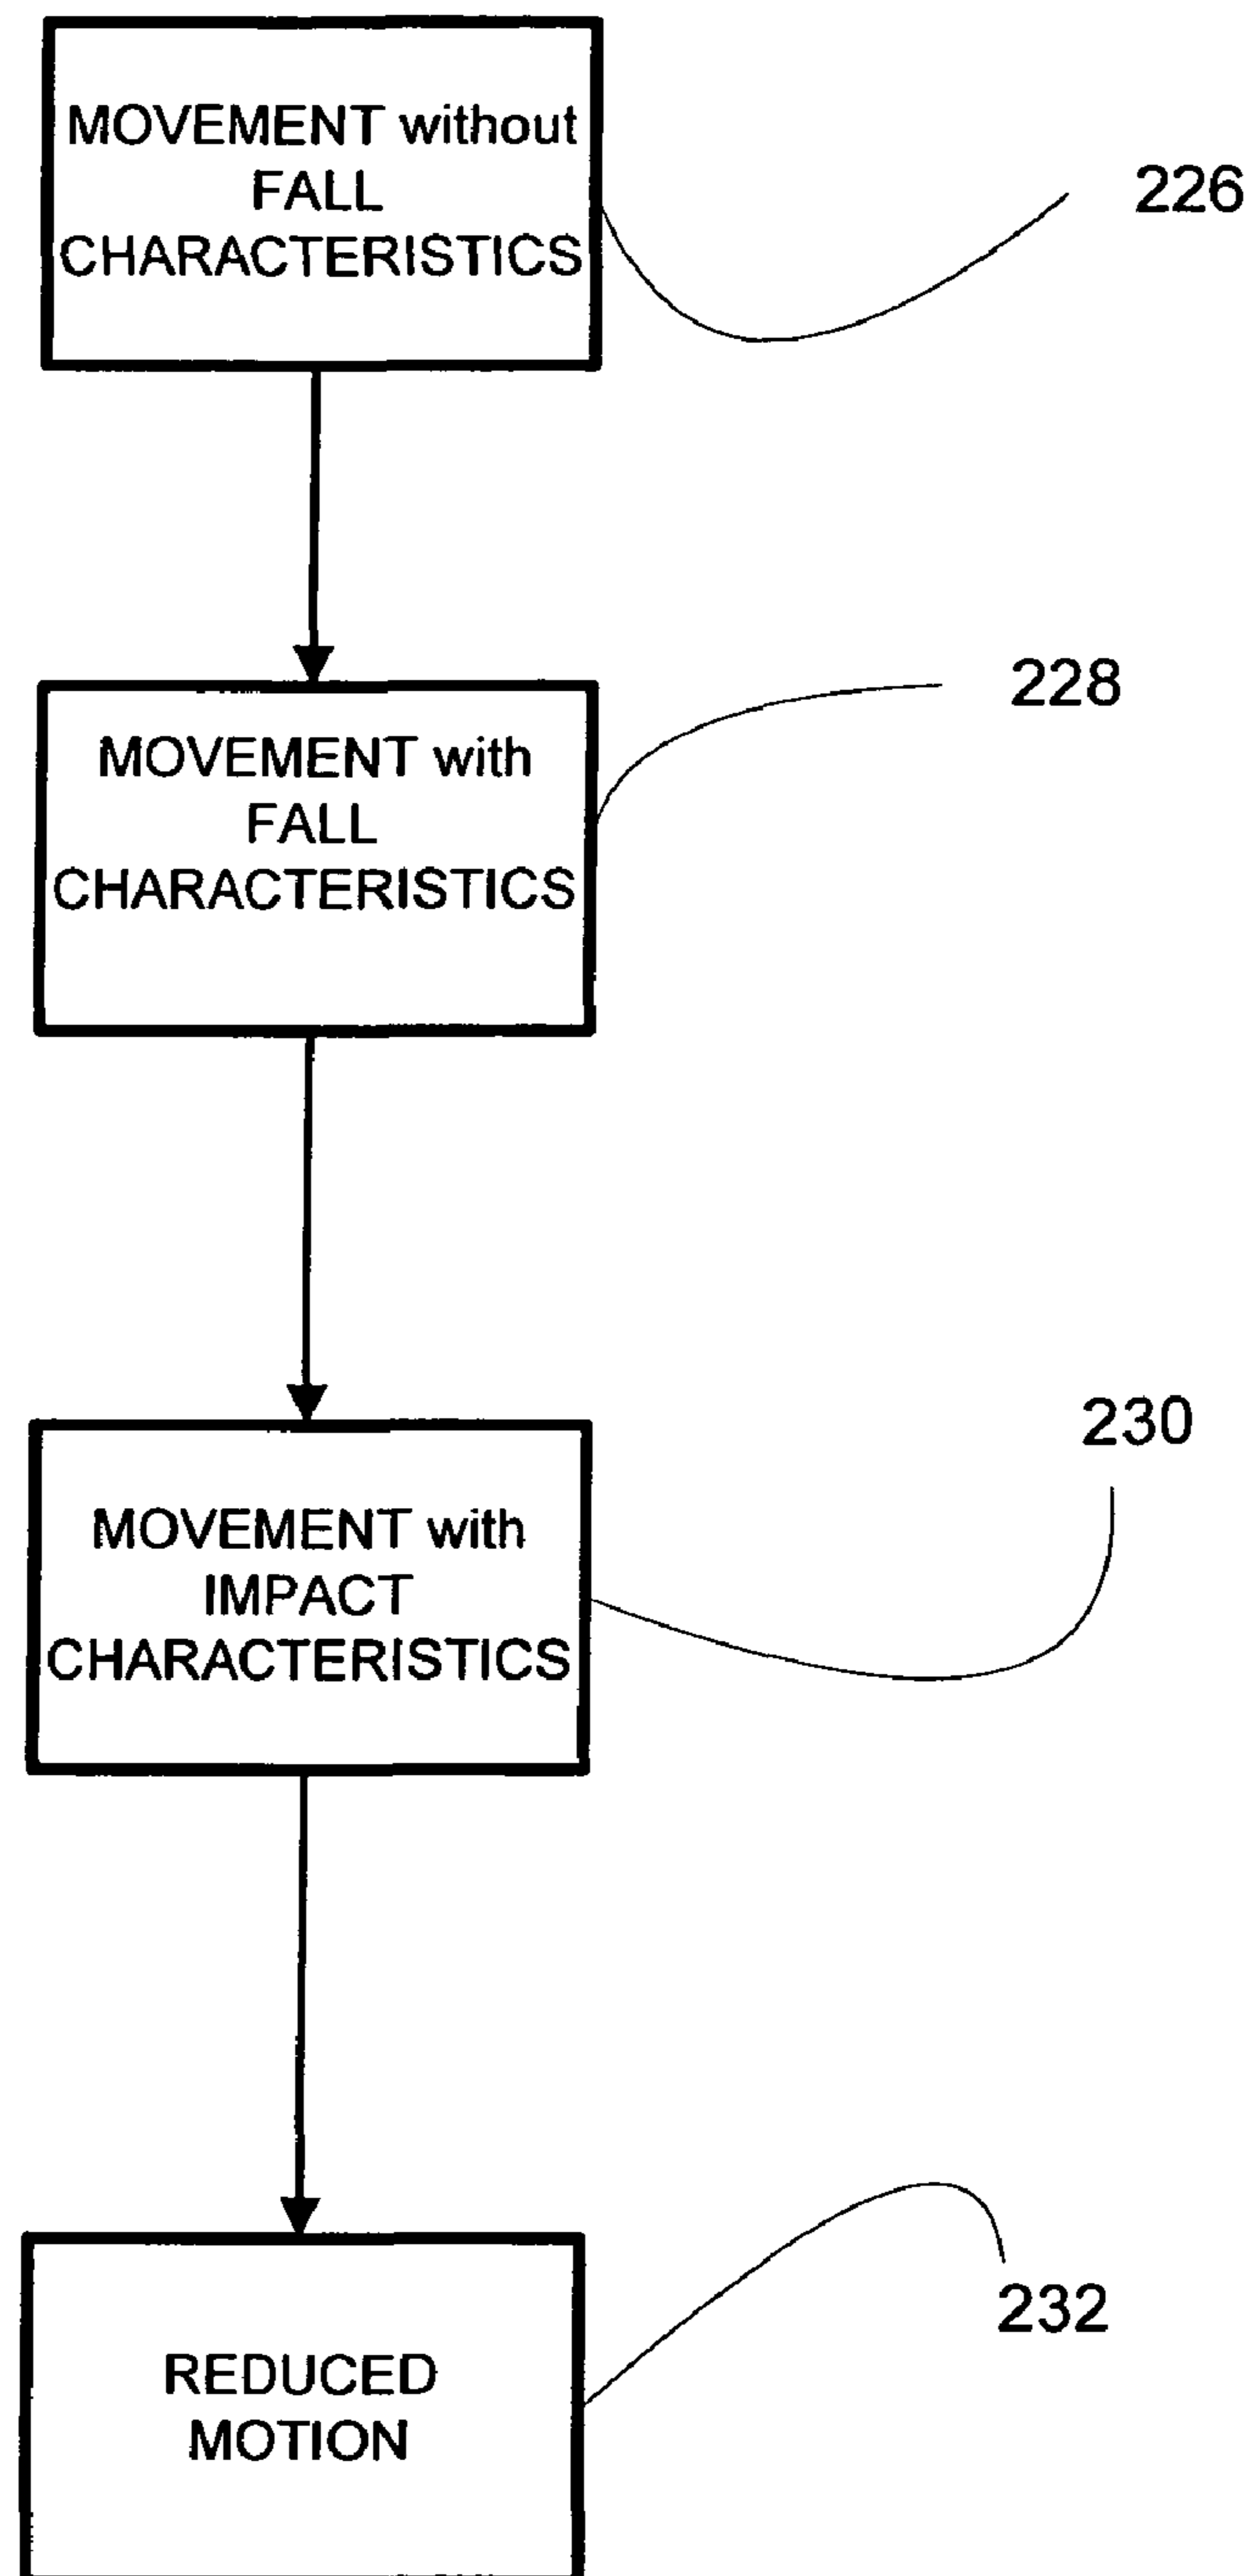 MOVEMENT without
FALL
CHARACTERISTICS
226
MOVEMENT with
FALL
CHARACTERISTICS
228
MOVEMENT with
IMPACT
CHARACTERISTICS
230
REDUCED
MOTION
232